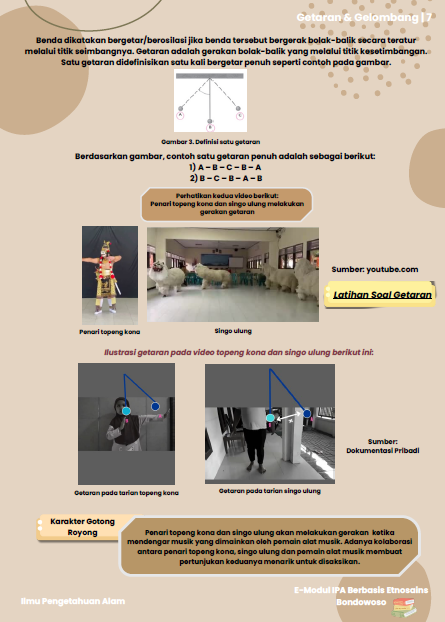 Getaran & Gelombang | 7
Benda dikatakan bergetar/berosilasi jika benda tersebut bergerak bolak-balik secara teratur
melalui titik seimbangnya. Getaran adalah gerakan bolak-balik yang melalui titik kesetimbangan.
Satu getaran didefinisikan satu kali bergetar penuh seperti contoh pada gambar.
A
B
C
Gambar 3. Definisi satu getaran
Berdasarkan gambar, contoh satu getaran penuh adalah sebagai berikut:
1) A – B – C – B – A
2) B – C – B – A – B
Perhatikan kedua video berikut:
Penari topeng kona dan singo ulung melakukan
gerakan getaran
Sumber: youtube.com
Latihan Soal Getaran
Penari topeng kona
Singo ulung
Ilustrasi getaran pada video topeng kona dan singo ulung berikut ini:
Sumber:
Dokumentasi Pribadi
Getaran pada tarian topeng kona
Getaran pada tarian singo ulung
Karakter Gotong
Royong
Penari topeng kona dan singo ulung akan melakukan gerakan ketika
mendengar musik yang dimainkan oleh pemain alat musik. Adanya kolaborasi
antara penari topeng kona, singo ulung dan pemain alat musik membuat
pertunjukan keduanya menarik untuk disaksikan.
Ilmu Pengetahuan Alam
E-Modul IPA Berbasis Etnosains
Bondowoso